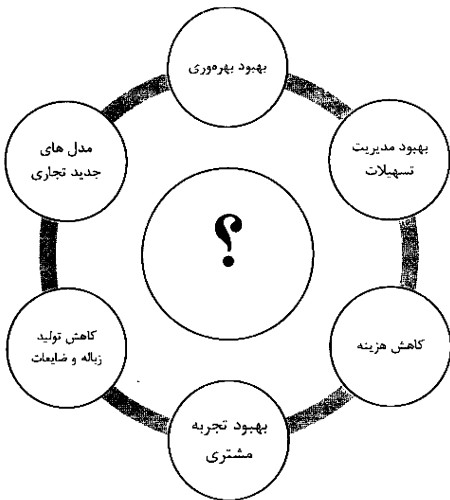 بهبود بهره‌وری
بهبود مدیریت
تسهیلات
کاهش هزینه
بهبود تجربه
مشتری
کاهش تولید
زباله و ضایعات
مدل های
جدید تجاری
؟